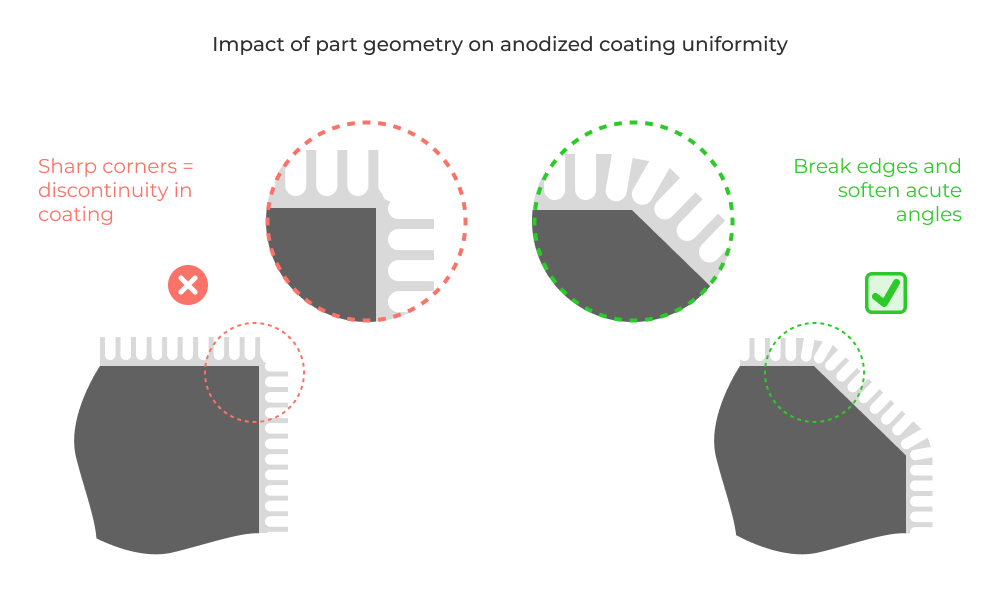 Impact of part geometry on anodized coating uniformity
Sharp corners =
discontinuity in
coating
Break edges and
soften acute
angles